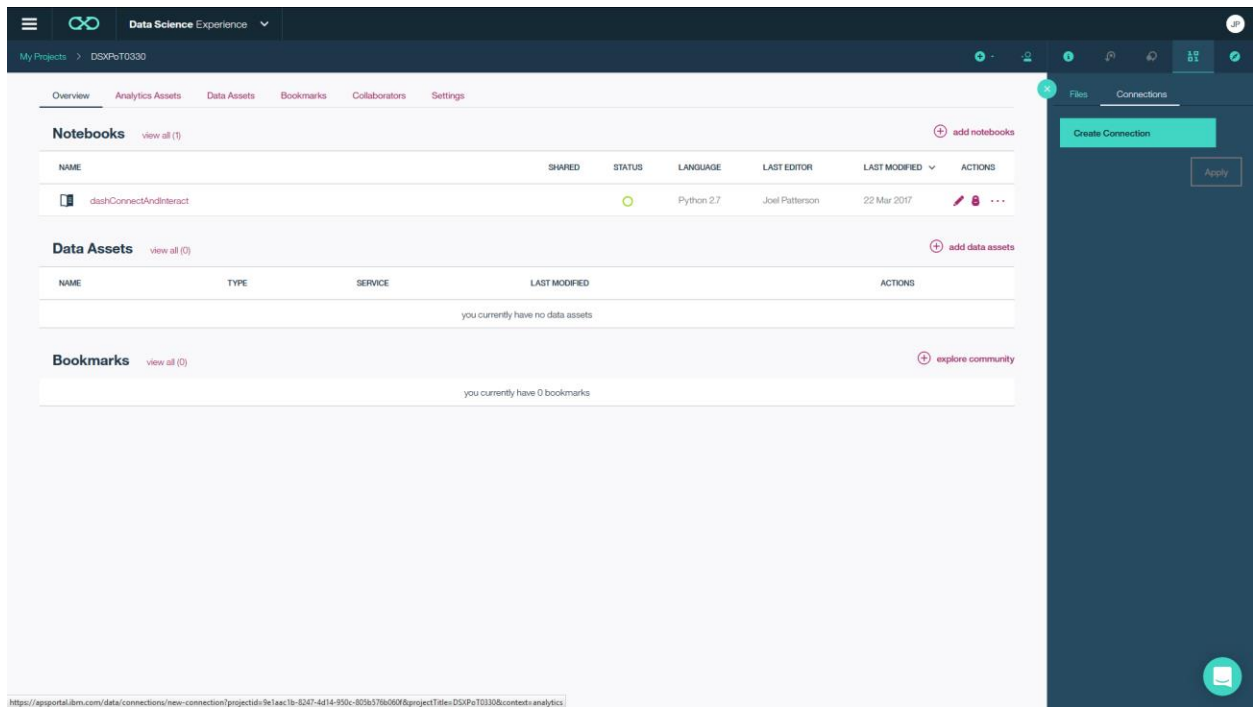 Data Science Experience
JP
My Projects > DSXPoT0330
Overview Analytics Assets Data Assets Bookmarks Collaborators Settings
Files Connections
Notebooks view all (1) add notebooks
Create Connection
NAME SHARED STATUS LANGUAGE LAST EDITOR LAST MODIFIED ACTIONS
Apply
dashConnectAndInteract Python 2.7 Joel Patterson 22 Mar 2017
Data Assets view all (0) add data assets
NAME TYPE SERVICE LAST MODIFIED ACTIONS
you currently have no data assets
Bookmarks view all (0) explore community
you currently have 0 bookmarks
https://apsportal.ibm.com/data/connections/new-connection?projectid=9e1aac1b-8247-4d14-950c-805b576b060f&projectTitle=DSXPoT0330&context=analytics